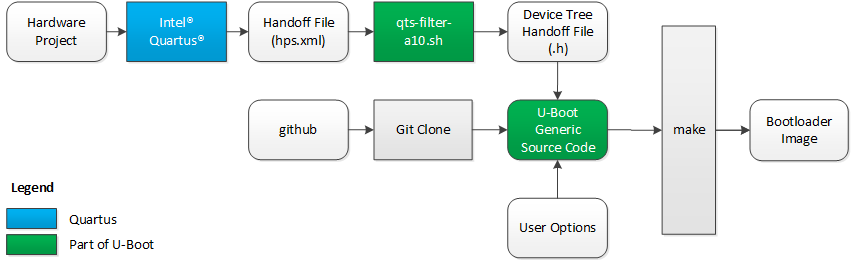 Hardware
Project
Intel®
Quartus®
Handoff File
(hps.xml)
qts-filter-
a10.sh
Device Tree
Handoff File
(.h)
github
Git Clone
U-Boot
Generic
Source Code
make
Bootloader
Image
User Options
Legend
Quartus
Part of U-Boot